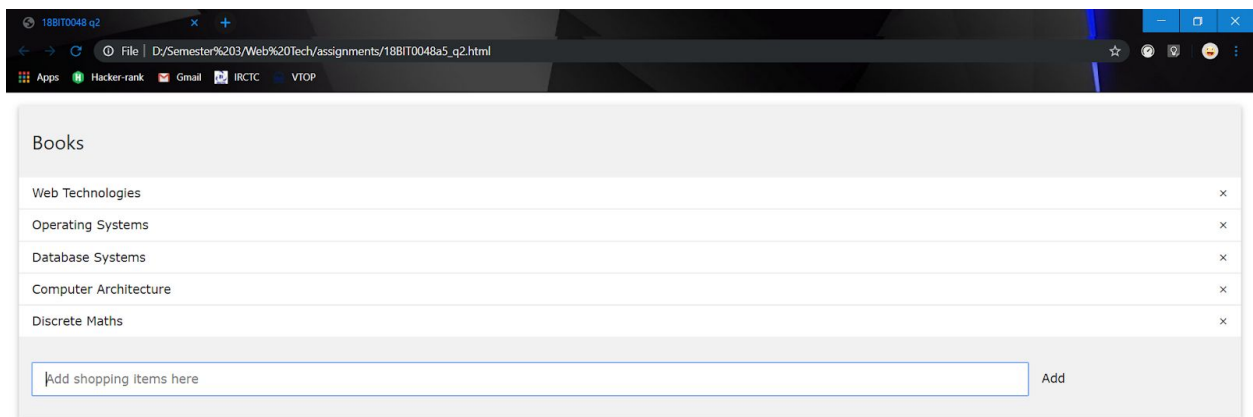 18BIT0048 q2
File | D:/Semester%203/Web%20Tech/assignments/18BIT0048a5_q2.html
Apps Hacker-rank Gmail IRCTC VTOP
Books
Web Technologies ×
Operating Systems ×
Database Systems ×
Computer Architecture ×
Discrete Maths ×
Add shopping items here Add